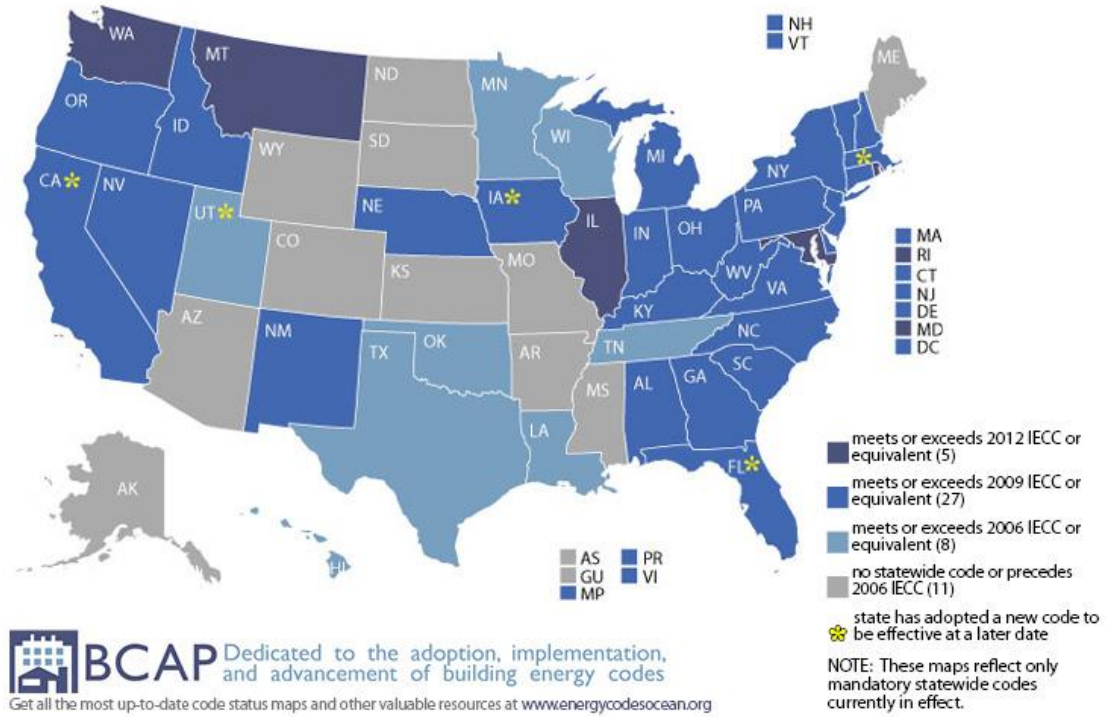 WA
MT
ND
MN
ME
NH
VT
OR
ID
WY
SD
WI
MI
NY
CA
NV
UT
NE
IA
PA
CO
KS
MO
IL
IN
OH
WV
VA
KY
MA
RI
CT
NJ
DE
MD
DC
AZ
NM
TX
OK
AR
TN
NC
SC
MS
AL
GA
LA
FL
AK
HI
AS
GU
MP
PR
VI
meets or exceeds 2012 IECC or
equivalent (5)
meets or exceeds 2009 IECC or
equivalent (27)
meets or exceeds 2006 IECC or
equivalent (8)
no statewide code or precedes
2006 IECC (11)
state has adopted a new code to
be effective at a later date
NOTE: These maps reflect only
mandatory statewide codes
currently in effect.
BCAP
Dedicated to the adoption, implementation,
and advancement of building energy codes
Get all the most up-to-date code status maps and other valuable resources at www.energycodesocean.org